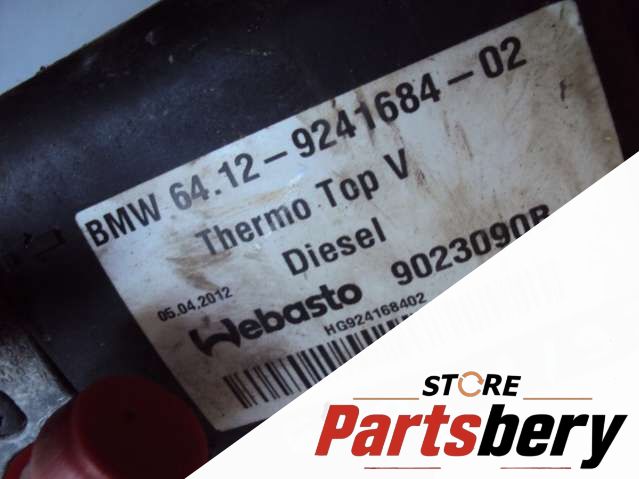 BMW 64.12-9241684-02
Thermo Top V
Diesel
05.04.2012
Webasto 9023090B
HG924168402
STORE
Partsbery